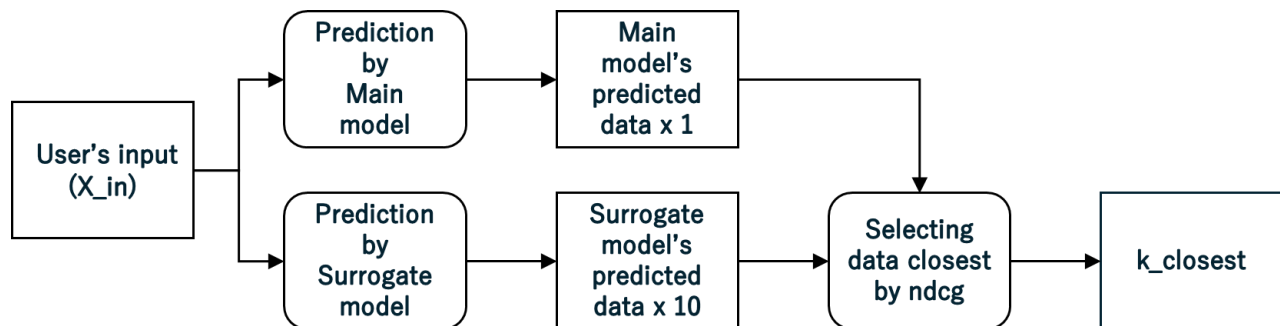 User's input
(X_in)
Prediction
by
Main
model
Main
model's
predicted
data x 1
Prediction
by
Surrogate
model
Surrogate
model's
predicted
data x 10
Selecting
data closest
by ndcg
k_closest